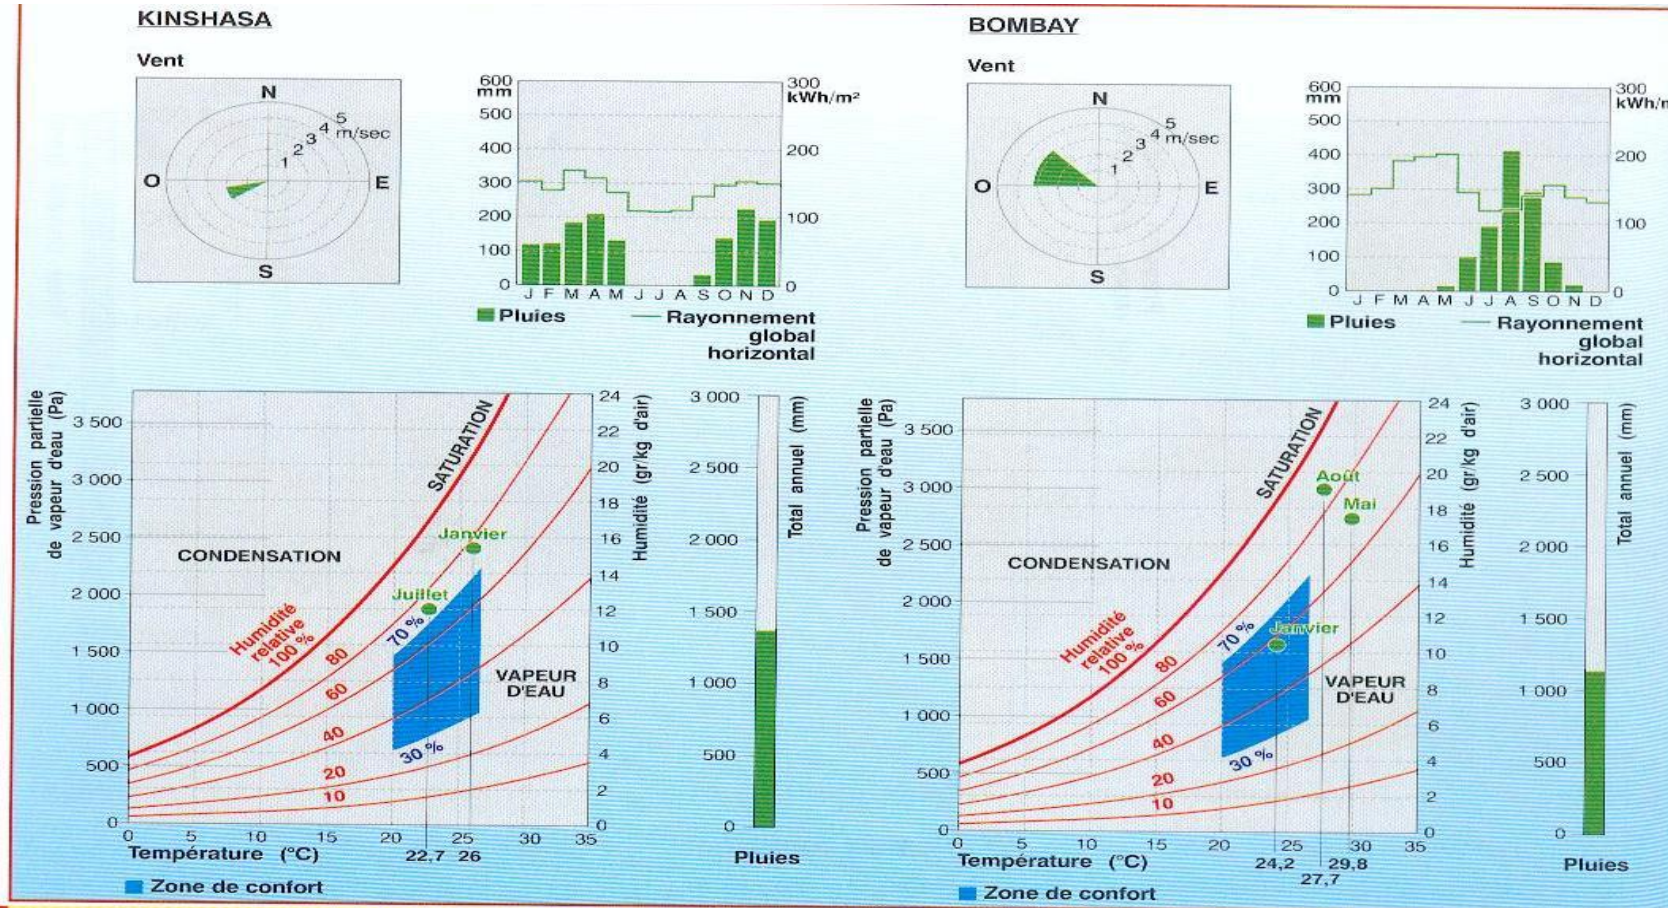 KINSHASA
Vent
N
O
E
S
1 2 3 4 5
m/sec
600
mm
500
400
300
200
100
0
300
kWh/m²
200
100
0
J F M A M J J A S O N D
Pluies
Rayonnement
global
horizontal
Pression partielle
de vapeur d'eau (Pa)
3 500
3 000
2 500
2 000
1 500
1 000
500
0
CONDENSATION
SATURATION
Janvier
Juillet
Humidité
relative
100 %
80
60
40
20
10
70 %
30 %
VAPEUR
D'EAU
24
22
20
18
16
14
12
10
8
6
4
2
0
Humidité (gr/kg d'air)
0 5 10 15 20 25 30 35
Température (°C)
22,7 26
Zone de confort
3 000
2 500
2 000
1 500
1 000
500
0
Total annuel (mm)
Pluies
BOMBAY
Vent
N
O
E
S
1 2 3 4 5
m/sec
600
mm
500
400
300
200
100
0
300
kWh/m
200
100
0
J F M A M J J A S O N D
Pluies
Rayonnement
global
horizontal
Pression partielle
de vapeur d'eau (Pa)
3 500
3 000
2 500
2 000
1 500
1 000
500
0
CONDENSATION
SATURATION
Août
Mai
Janvier
Humidité
relative
100 %
80
60
40
20
10
70 %
30 %
VAPEUR
D'EAU
24
22
20
18
16
14
12
10
8
6
4
2
0
Humidité (gr/kg d'air)
0 5 10 15 20 25 30 35
Température (°C)
24,2 29,8
27,7
Zone de confort
3 000
2 500
2 000
1 500
1 000
500
0
Total annuel (mm)
Pluies